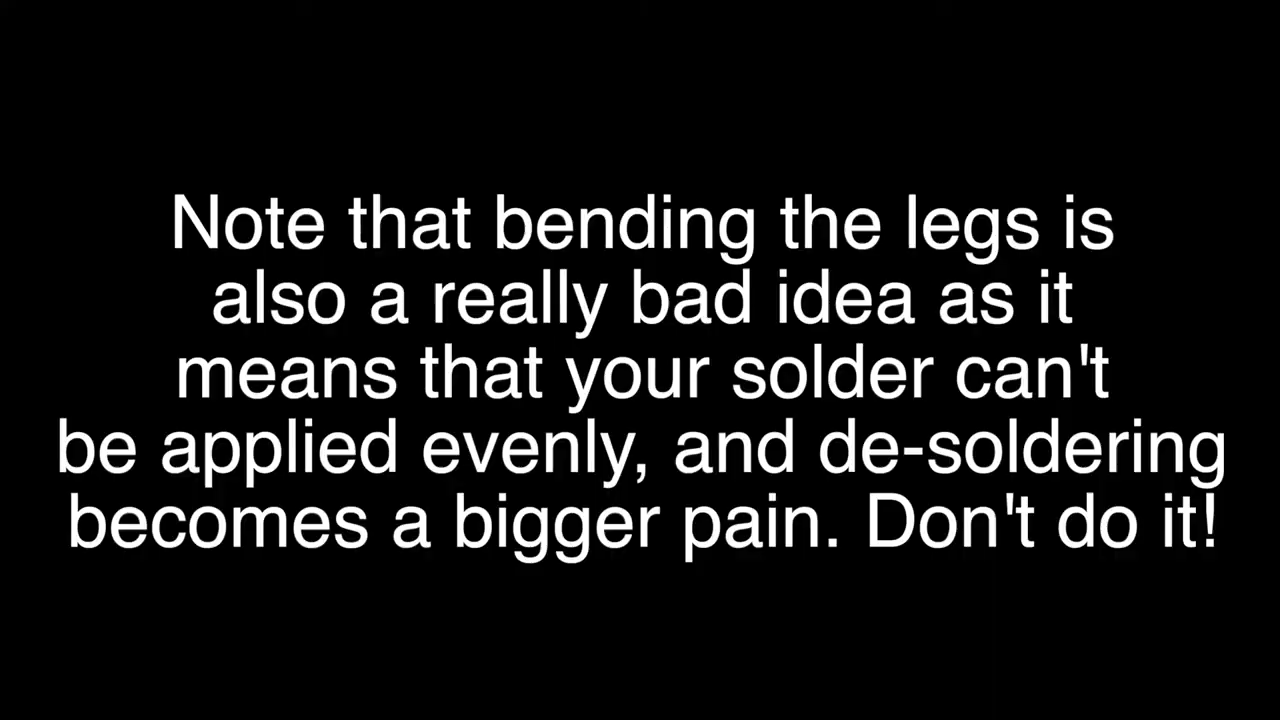 Note that bending the legs is
also a really bad idea as it
means that your solder can't
be applied evenly, and de-soldering
becomes a bigger pain. Don't do it!